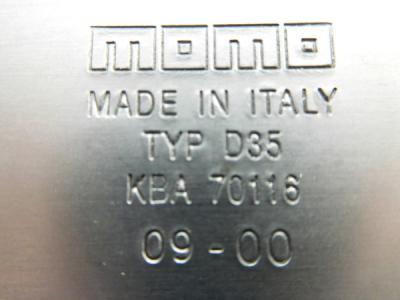 momo
MADE IN ITALY
TYP D35
KBA 70116
09-00